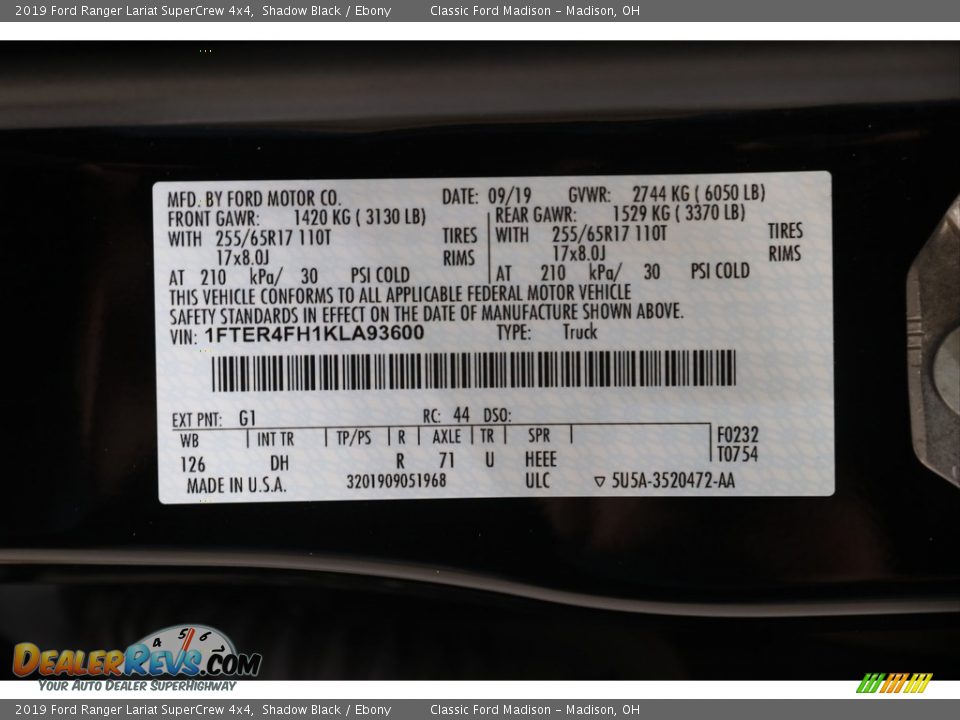 2019 Ford Ranger Lariat SuperCrew 4x4, Shadow Black / Ebony Classic Ford Madison - Madison, OH
MFD. BY FORD MOTOR CO. DATE: 09/19 GVWR: 2744 KG ( 6050 LB)
FRONT GAWR: 1420 KG ( 3130 LB) REAR GAWR: 1529 KG ( 3370 LB)
WITH 255/65R17 110T TIRES WITH 255/65R17 110T TIRES
17x8.0J RIMS 17x8.0J RIMS
AT 210 kPa/ 30 PSI COLD AT 210 kPa/ 30 PSI COLD
THIS VEHICLE CONFORMS TO ALL APPLICABLE FEDERAL MOTOR VEHICLE
SAFETY STANDARDS IN EFFECT ON THE DATE OF MANUFACTURE SHOWN ABOVE.
VIN: 1FTER4FH1KLA93600 TYPE: Truck
EXT PNT: G1 RC: 44 DSO:
WB INT TR TP/PS R AXLE TR SPR F0232
126 DH R 71 U HEEE T0754
MADE IN U.S.A. 3201909051968 ULC ▽ 5U5A-3520472-AA
4 5 6
DealerRevs.com
Your Auto Dealer SuperHighway
2019 Ford Ranger Lariat SuperCrew 4x4, Shadow Black / Ebony Classic Ford Madison - Madison, OH